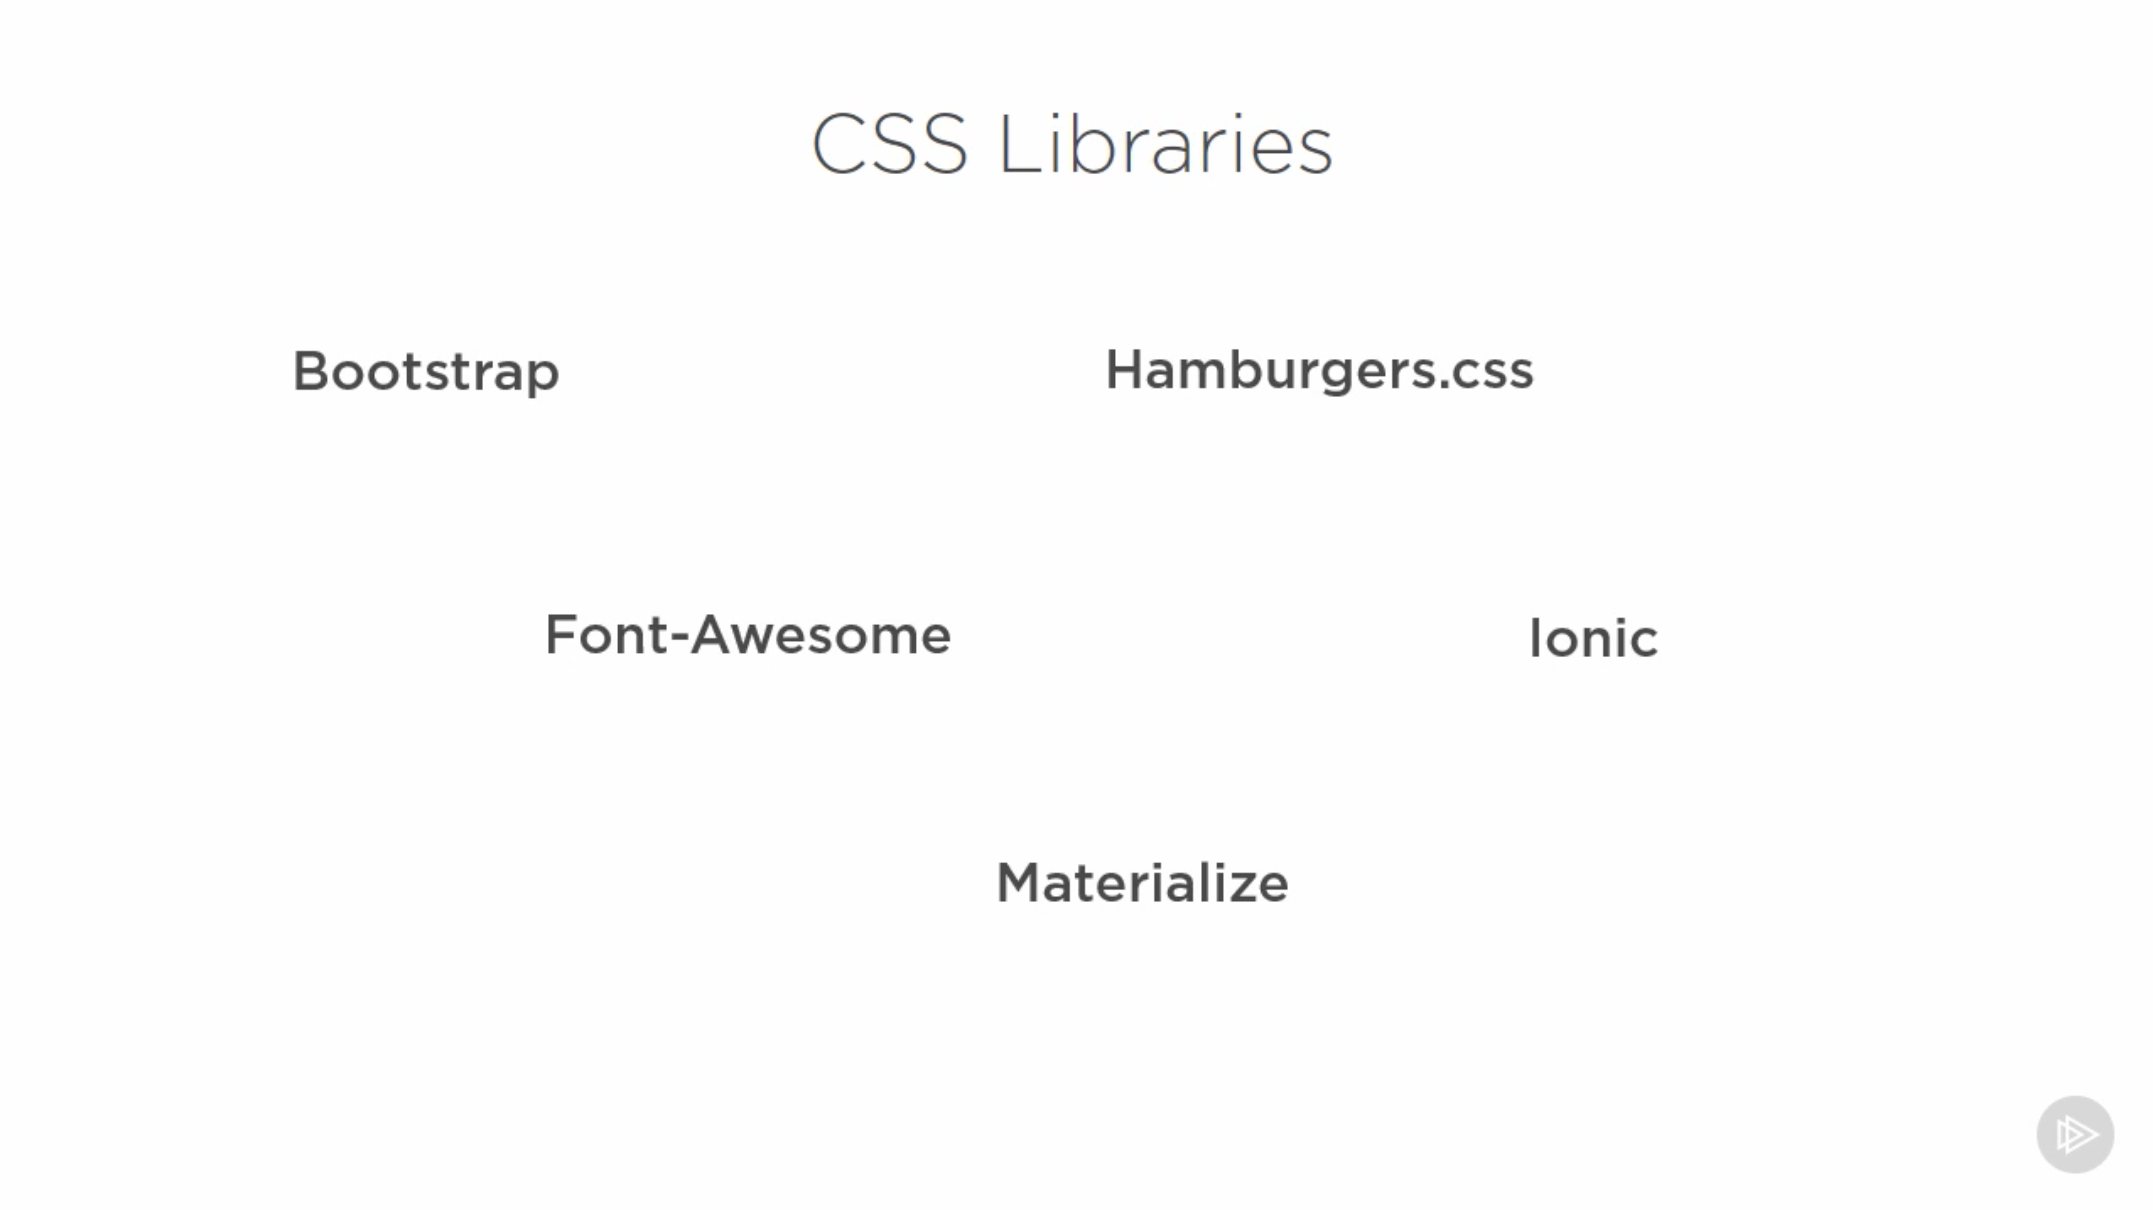 CSS Libraries
Bootstrap
Hamburgers.css
Font-Awesome
Ionic
Materialize